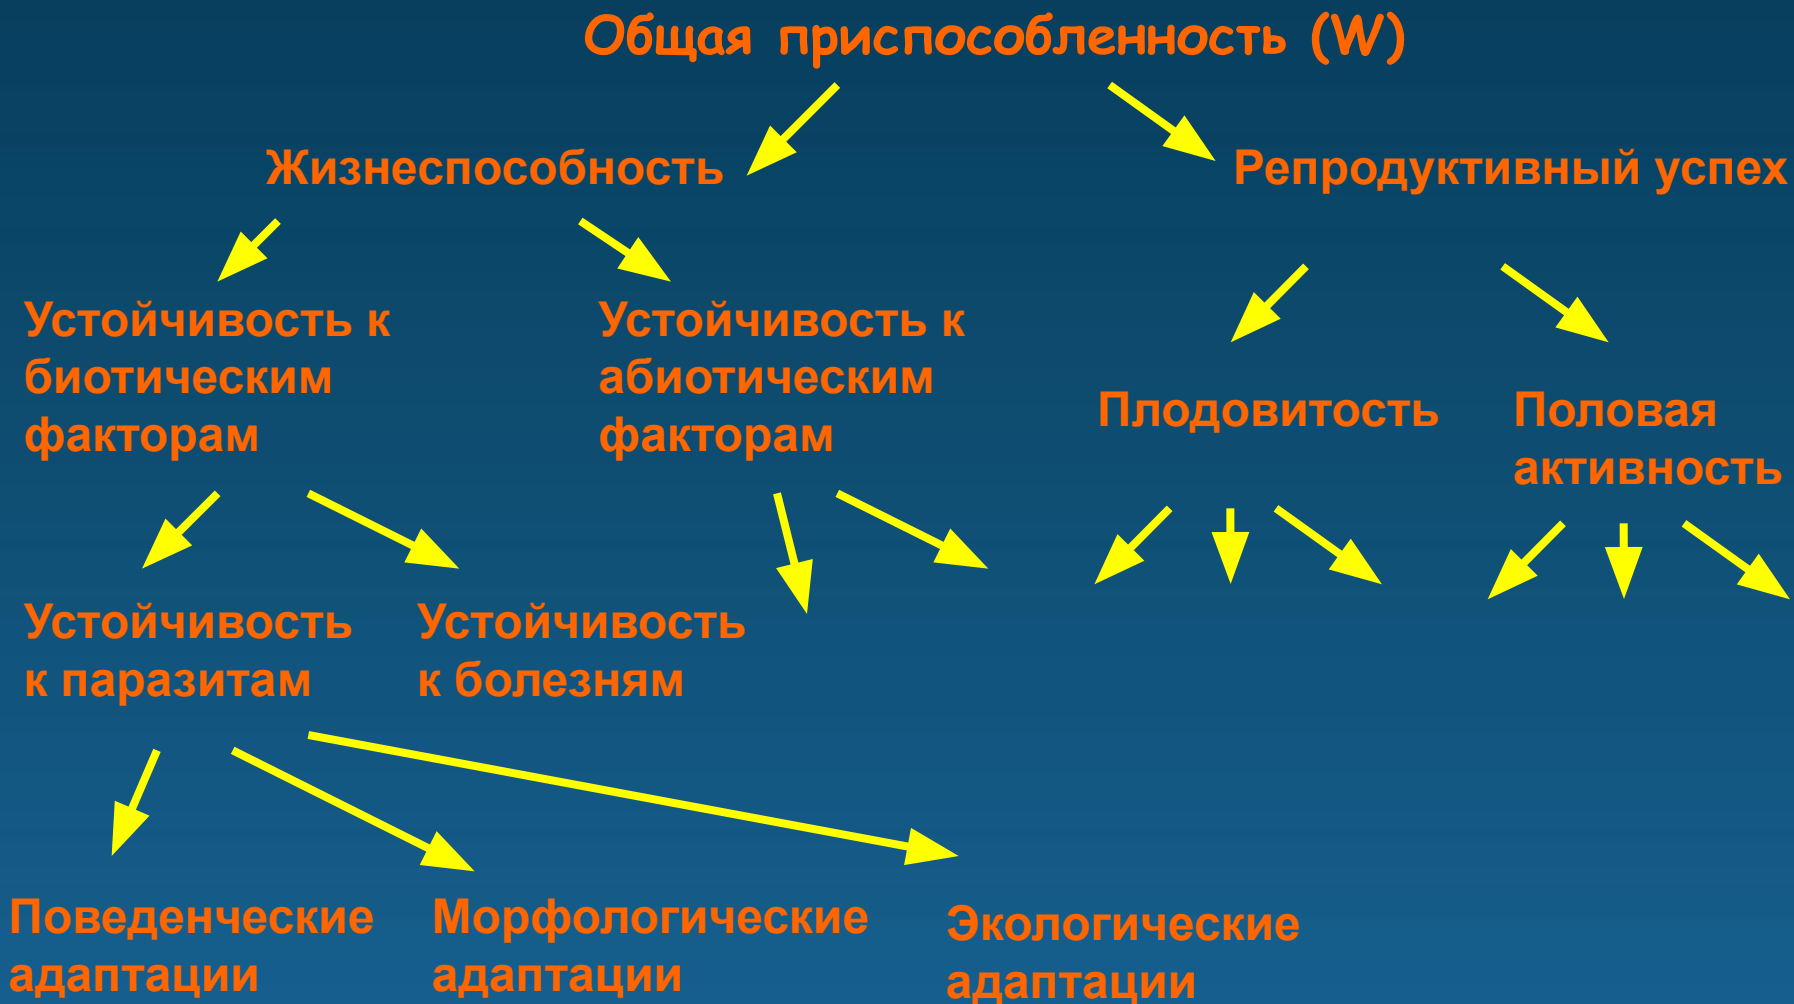 Общая приспособленность (W)
Жизнеспособность
Репродуктивный успех
Устойчивость к
биотическим
факторам
Устойчивость к
абиотическим
факторам
Плодовитость
Половая
активность
Устойчивость
к паразитам
Устойчивость
к болезням
Поведенческие
адаптации
Морфологические
адаптации
Экологические
адаптации